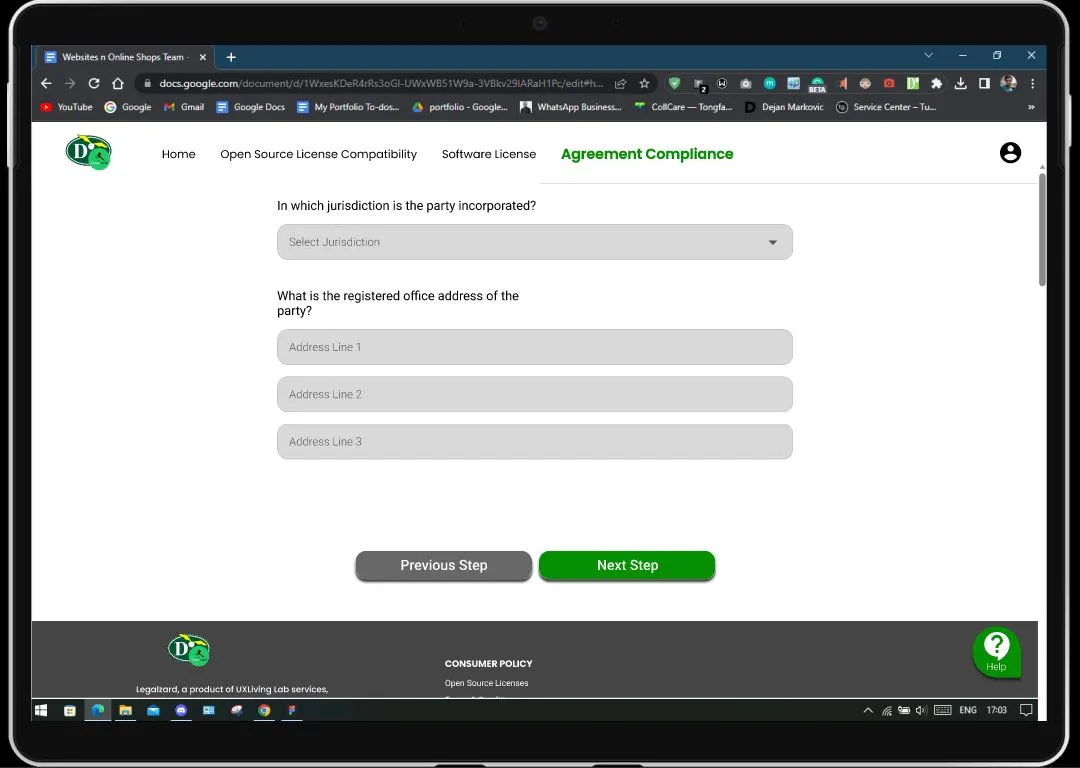 Websites n Online Shops Team -
docs.google.com/document/d/1WxesKDeR4rRs3oGI-UWxWB51W9a-3VBkv29IARaH1Pc/edit#h...
2
BETA
YouTube
Google
Gmail
Google Docs
My Portfolio To-dos...
portfolio - Google...
WhatsApp Business...
CollCare — Tongfa...
Dejan Markovic
Service Center – Tu...
»
D
Home
Open Source License Compatibility
Software License
Agreement Compliance
In which jurisdiction is the party incorporated?
Select Jurisdiction
What is the registered office address of the
party?
Address Line 1
Address Line 2
Address Line 3
Previous Step
Next Step
D
CONSUMER POLICY
Open Source Licenses
Legalzard, a product of UXLiving Lab services,
?
Help
ENG
17:03